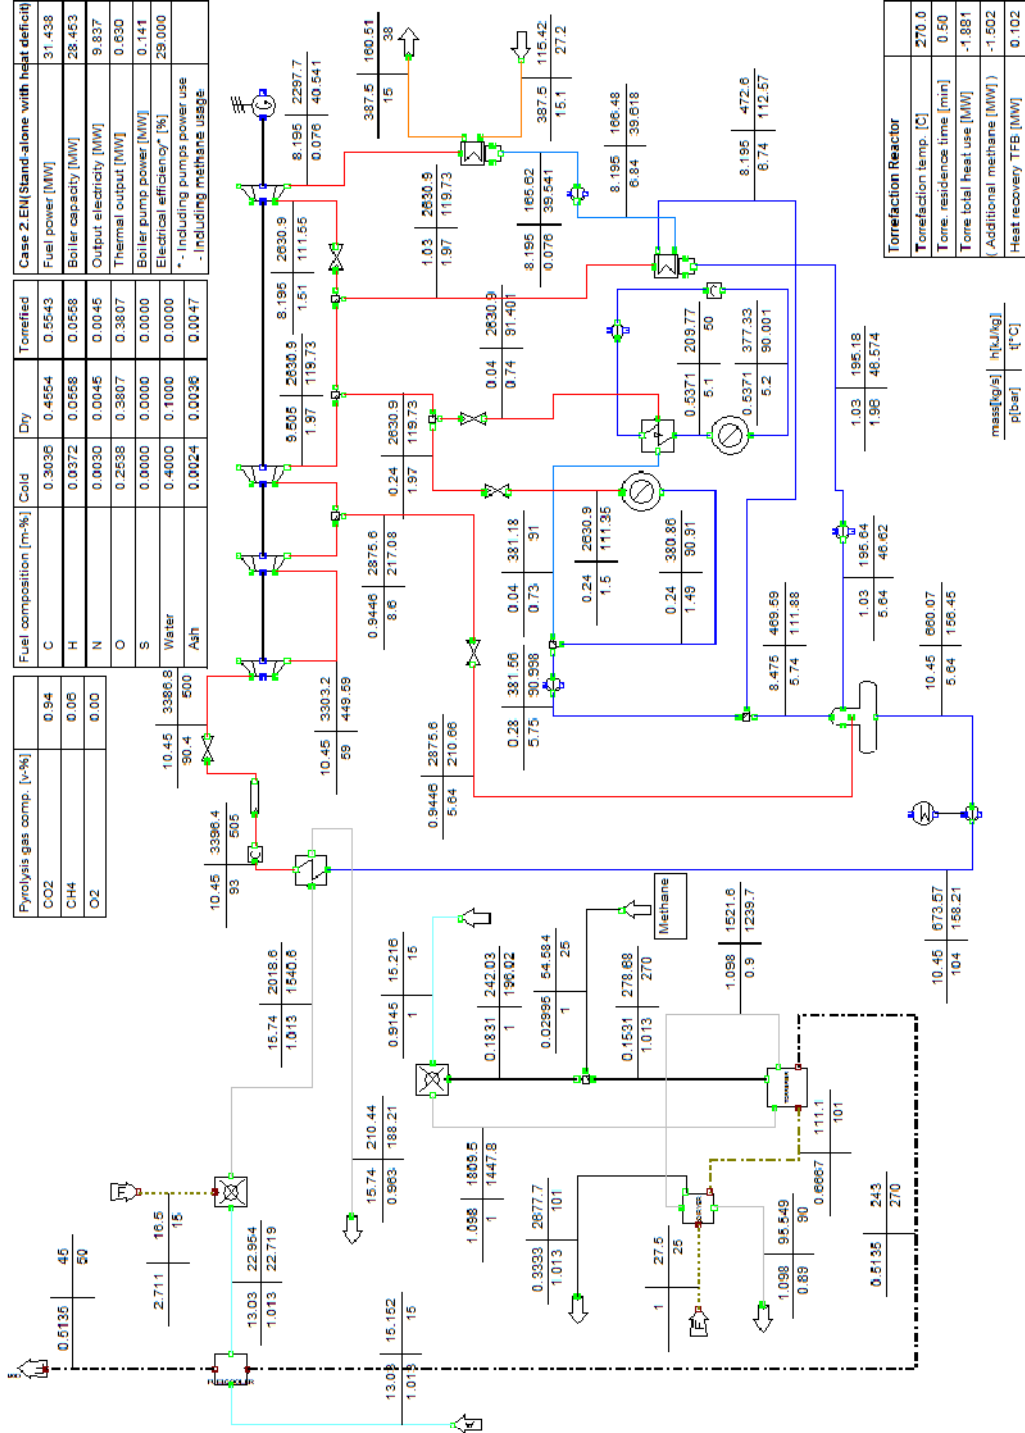 Pyrolysis gas comp. [v-%]
CO2 0.94
CH4 0.06
O2 0.00
Fuel composition [m-%] Cold Dry Torrefied
C 0.3036 0.4554 0.5543
H 0.0372 0.0558 0.0558
N 0.0030 0.0045 0.0045
O 0.2538 0.3807 0.3807
S 0.0000 0.0000 0.0000
Water 0.4000 0.1000 0.0000
Ash 0.0024 0.0036 0.0047
Case 2.EN(Stand-alone with heat deficit)
Fuel power [MW] 31.438
Boiler capacity [MW] 28.453
Output electricity [MW] 9.837
Thermal output [MW] 0.630
Boiler pump power [MW] 0.141
Electrical efficiency* [%] 29.000
* - Including pumps power use
- Including methane usage
10.45 3386.8
90.4 500
10.45 3396.4
93 505
10.45 3303.2
59 449.59
0.9446 2875.6
8.6 217.08
9.505 2630.9
1.97 119.73
8.195 2630.9
1.51 111.55
8.195 2297.7
0.076 40.541
387.5 160.51
15 38
387.5 115.42
15.1 27.2
1.03 2630.9
1.97 119.73
8.195 165.62
0.076 39.541
8.195 166.48
6.84 39.618
8.195 472.6
6.74 112.57
0.24 2630.9
1.97 119.73
0.04 2630.9
0.74 91.401
0.5371 209.77
5.1 50
0.5371 377.33
5.2 90.001
1.03 195.18
1.96 46.574
0.04 381.18
0.73 91
0.24 2630.9
1.5 111.35
0.24 380.86
1.49 90.91
0.28 381.56
5.75 90.998
8.475 469.59
5.74 111.88
1.03 195.64
5.64 46.62
10.45 660.07
5.64 156.45
0.9446 2875.6
5.64 210.66
10.45 673.57
104 158.21
15.74 2018.6
1.013 1540.6
15.74 210.44
0.963 188.21
0.9145 15.216
1 15
0.1831 242.03
1 196.02
0.02995 54.584
1 25
Methane
0.1531 278.68
1.013 270
1.098 1521.6
0.9 1239.7
1.098 1809.5
1 1447.8
0.3333 2677.7
1.013 101
1 27.5
25
1.098 95.549
0.89 90
0.6667 111.1
101
0.5135 243
270
0.5135 45
50
2.711 16.5
15
13.03 22.954
1.013 22.719
13.03 15.152
1.013 15
G
C
M
F
F
mass[kg/s] h[kJ/kg]
p[bar] t[°C]
Torrefaction Reactor
Torrefaction temp. [C] 270.0
Torre. residence time [min] 0.50
Torre total heat use [MW] -1.881
( Additional methane [MW] ) -1.502
Heat recovery TFB [MW] 0.102